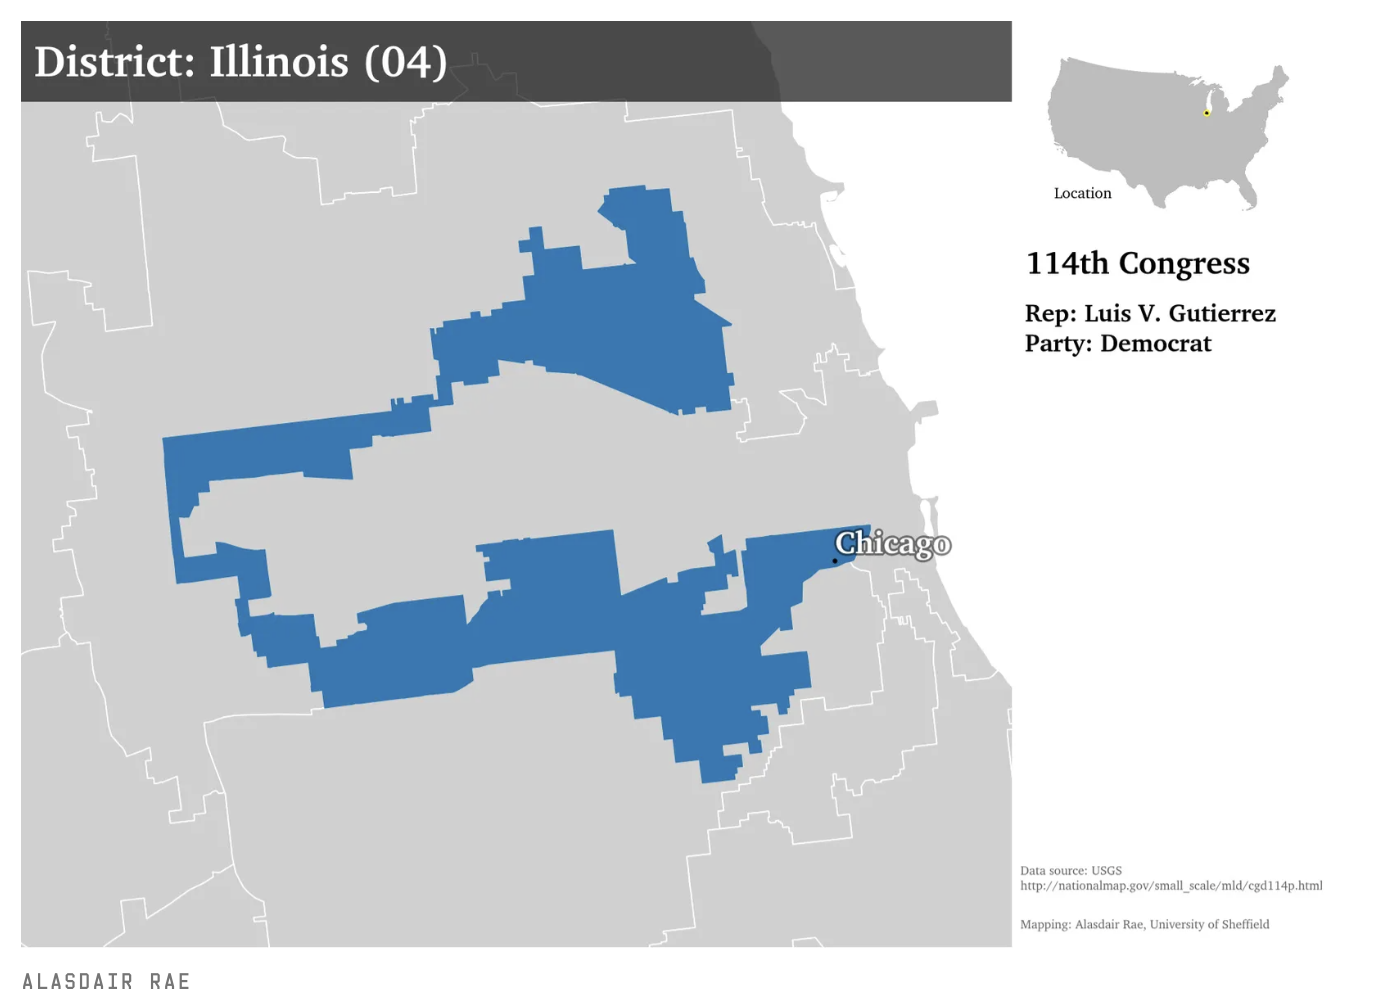 District: Illinois (04)
Location
114th Congress
Rep: Luis V. Gutierrez
Party: Democrat
Chicago
Data source: USGS
http://nationalmap.gov/small_scale/mld/cgd114p.html
Mapping: Alasdair Rae, University of Sheffield
ALASDAIR RAE